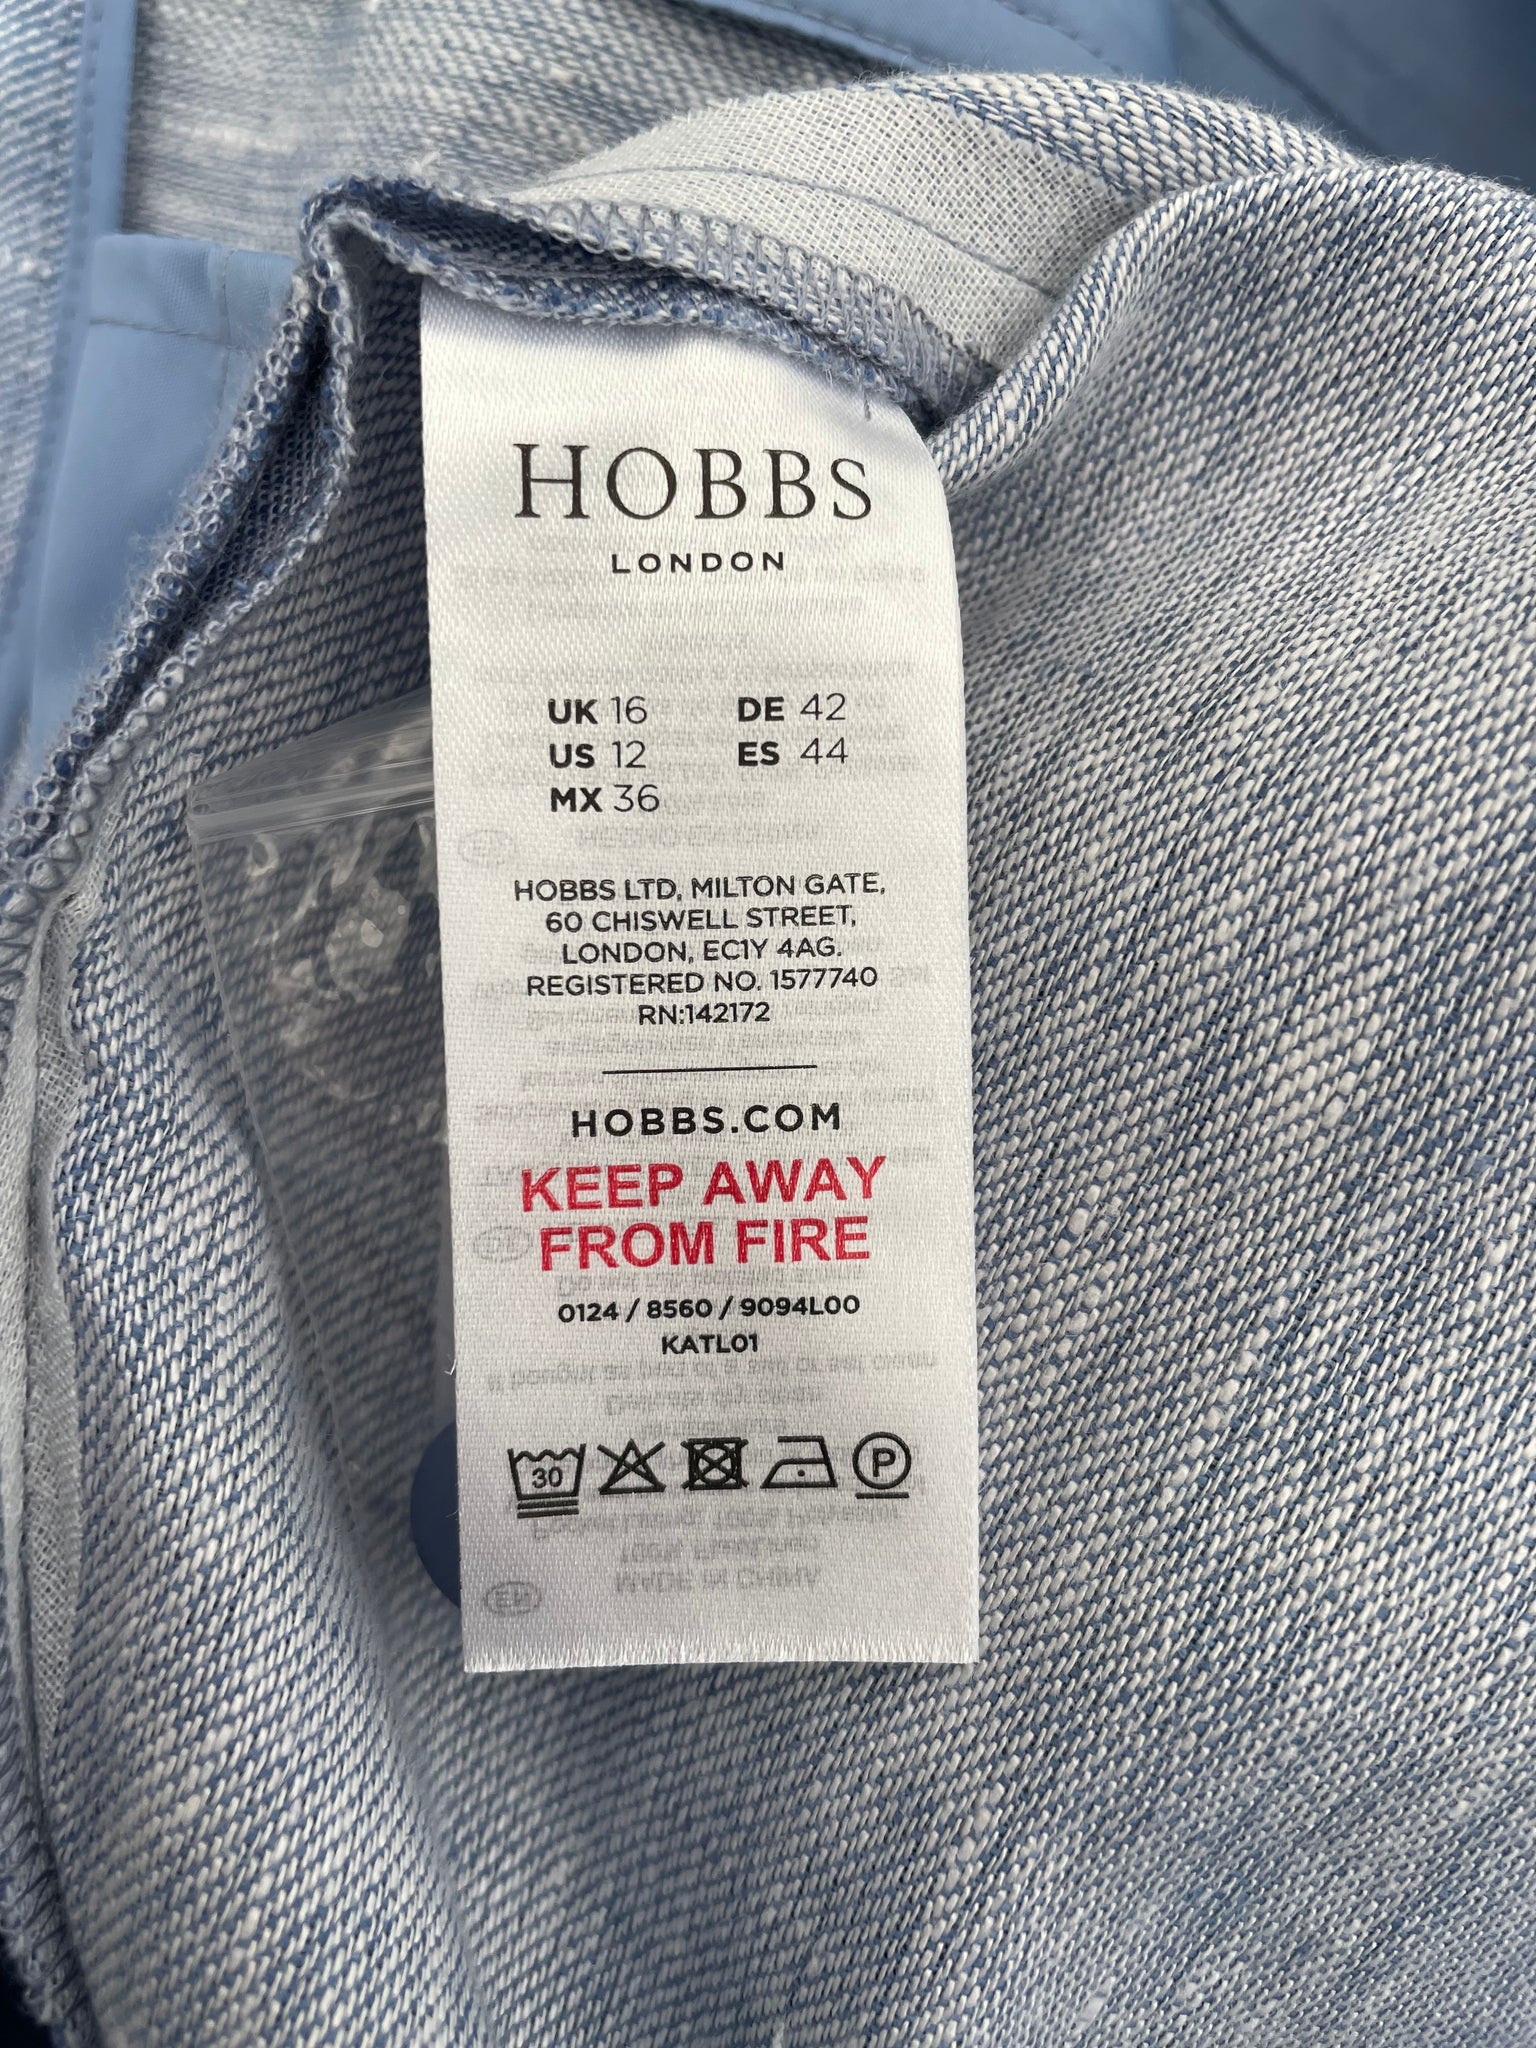 HOBBS
LONDON
UK 16 DE 42
US 12 ES 44
MX 36
HOBBS LTD, MILTON GATE,
60 CHISWELL STREET,
LONDON, EC1Y 4AG.
REGISTERED NO. 1577740
RN:142172
HOBBS.COM
KEEP AWAY
FROM FIRE
0124 / 8560 / 9094L00
KATL01
30
P